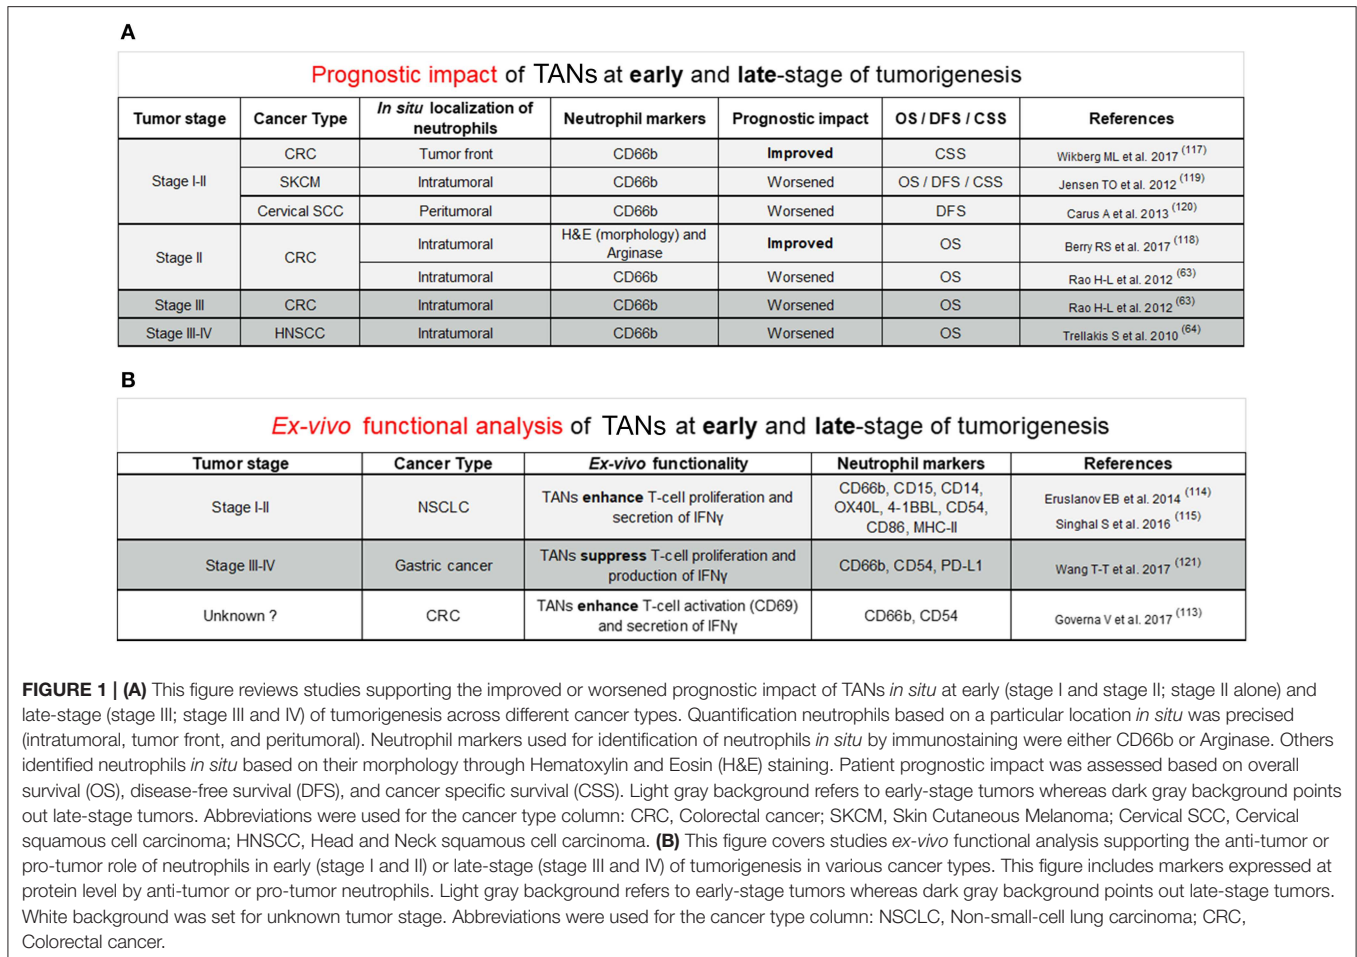 A
Prognostic impact of TANs at early and late-stage of tumorigenesis
Tumor stage Cancer Type In situ localization of neutrophils Neutrophil markers Prognostic impact OS / DFS / CSS References
Stage I-II CRC Tumor front CD66b Improved CSS Wikberg ML et al. 2017 (117)
SKCM Intratumoral CD66b Worsened OS / DFS / CSS Jensen TO et al. 2012 (119)
Cervical SCC Peritumoral CD66b Worsened DFS Carus A et al. 2013 (120)
Stage II CRC Intratumoral H&E (morphology) and Arginase Improved OS Berry RS et al. 2017 (118)
Intratumoral CD66b Worsened OS Rao H-L et al. 2012 (63)
Stage III CRC Intratumoral CD66b Worsened OS Rao H-L et al. 2012 (63)
Stage III-IV HNSCC Intratumoral CD66b Worsened OS Trellakis S et al. 2010 (64)
B
Ex-vivo functional analysis of TANs at early and late-stage of tumorigenesis
Tumor stage Cancer Type Ex-vivo functionality Neutrophil markers References
Stage I-II NSCLC TANs enhance T-cell proliferation and secretion of IFNγ CD66b, CD15, CD14, OX40L, 4-1BBL, CD54, CD86, MHC-II Eruslanov EB et al. 2014 (114) Singhal S et al. 2016 (115)
Stage III-IV Gastric cancer TANs suppress T-cell proliferation and production of IFNγ CD66b, CD54, PD-L1 Wang T-T et al. 2017 (121)
Unknown ? CRC TANs enhance T-cell activation (CD69) and secretion of IFNγ CD66b, CD54 Governa V et al. 2017 (113)
FIGURE 1 | (A) This figure reviews studies supporting the improved or worsened prognostic impact of TANs in situ at early (stage I and stage II; stage II alone) and
late-stage (stage III; stage III and IV) of tumorigenesis across different cancer types. Quantification neutrophils based on a particular location in situ was precised
(intratumoral, tumor front, and peritumoral). Neutrophil markers used for identification of neutrophils in situ by immunostaining were either CD66b or Arginase. Others
identified neutrophils in situ based on their morphology through Hematoxylin and Eosin (H&E) staining. Patient prognostic impact was assessed based on overall
survival (OS), disease-free survival (DFS), and cancer specific survival (CSS). Light gray background refers to early-stage tumors whereas dark gray background points
out late-stage tumors. Abbreviations were used for the cancer type column: CRC, Colorectal cancer; SKCM, Skin Cutaneous Melanoma; Cervical SCC, Cervical
squamous cell carcinoma; HNSCC, Head and Neck squamous cell carcinoma. (B) This figure covers studies ex-vivo functional analysis supporting the anti-tumor or
pro-tumor role of neutrophils in early (stage I and II) or late-stage (stage III and IV) of tumorigenesis in various cancer types. This figure includes markers expressed at
protein level by anti-tumor or pro-tumor neutrophils. Light gray background refers to early-stage tumors whereas dark gray background points out late-stage tumors.
White background was set for unknown tumor stage. Abbreviations were used for the cancer type column: NSCLC, Non-small-cell lung carcinoma; CRC,
Colorectal cancer.